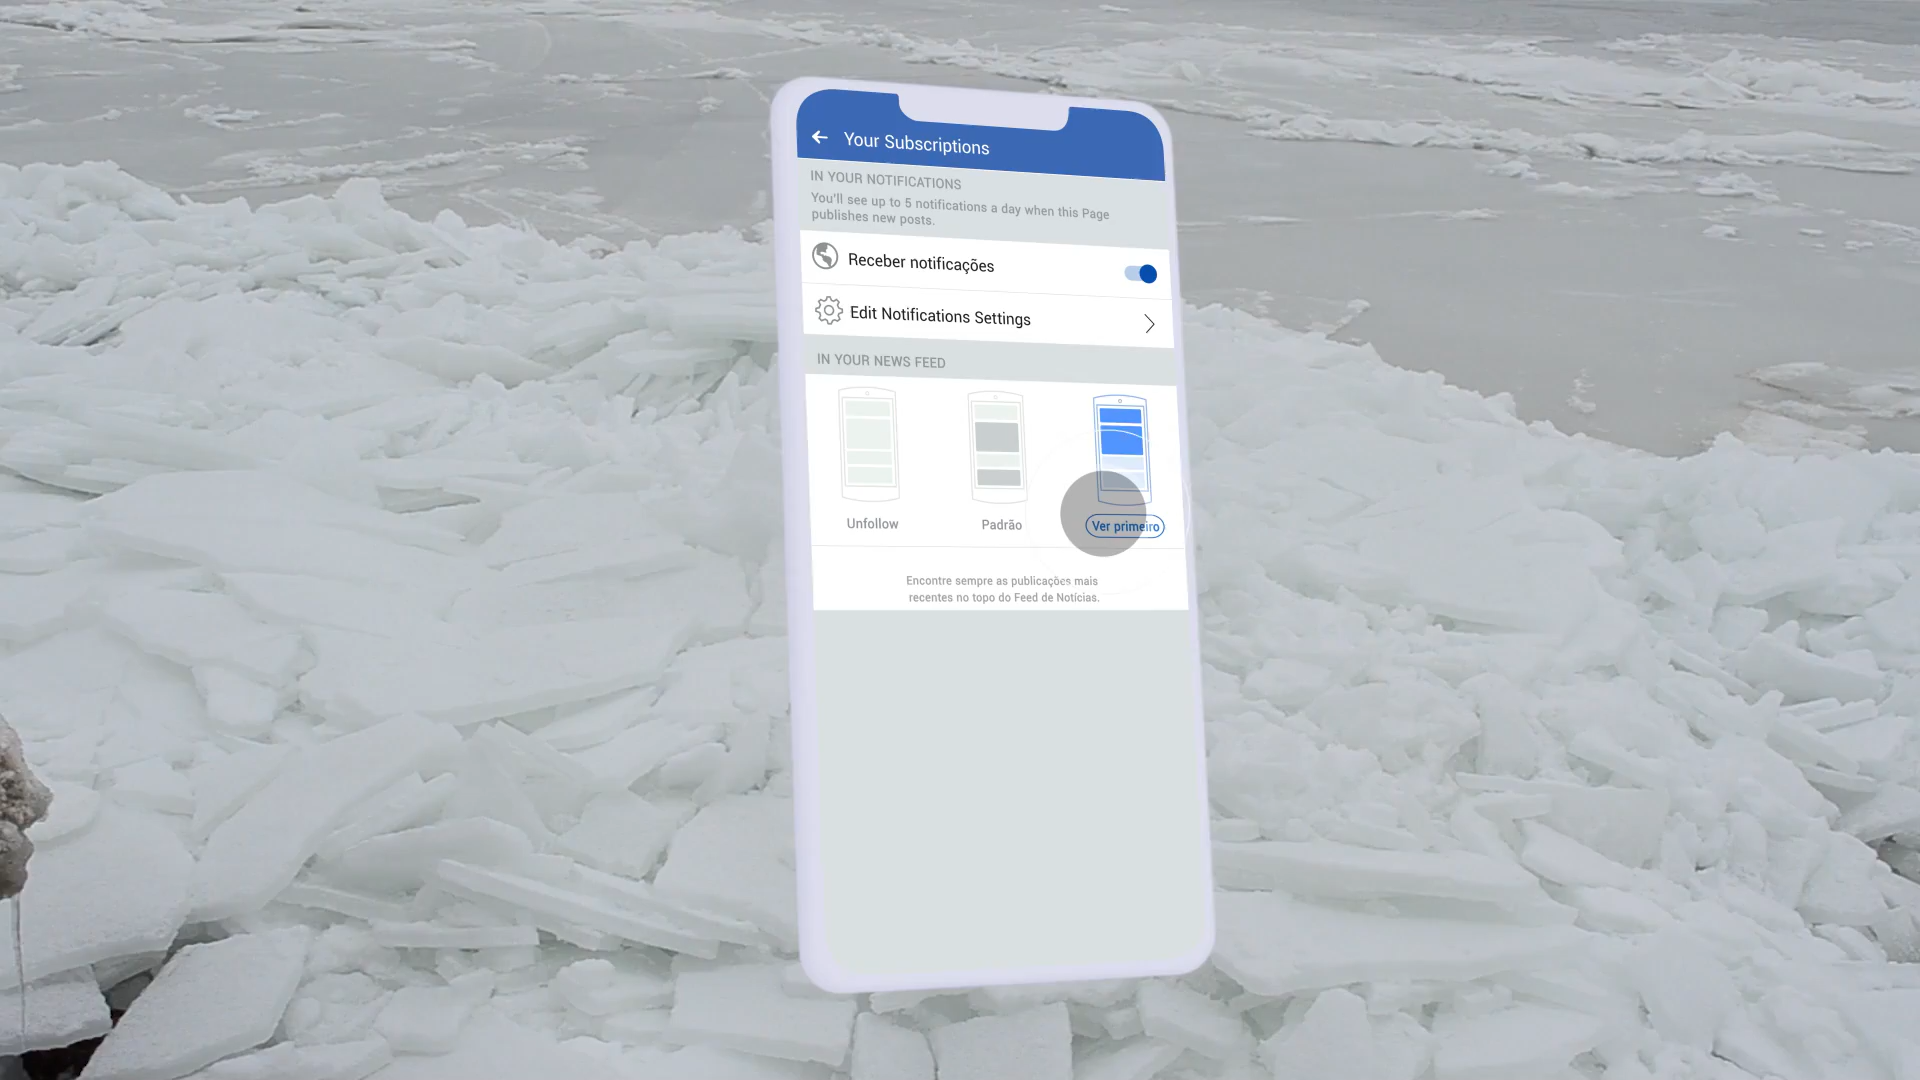 Your Subscriptions
IN YOUR NOTIFICATIONS
You'll see up to 5 notifications a day when this Page
publishes new posts.
Receber notificações
Edit Notifications Settings
IN YOUR NEWS FEED
Unfollow
Padrão
Ver primeiro
Encontre sempre as publicações mais
recentes no topo do Feed de Notícias.